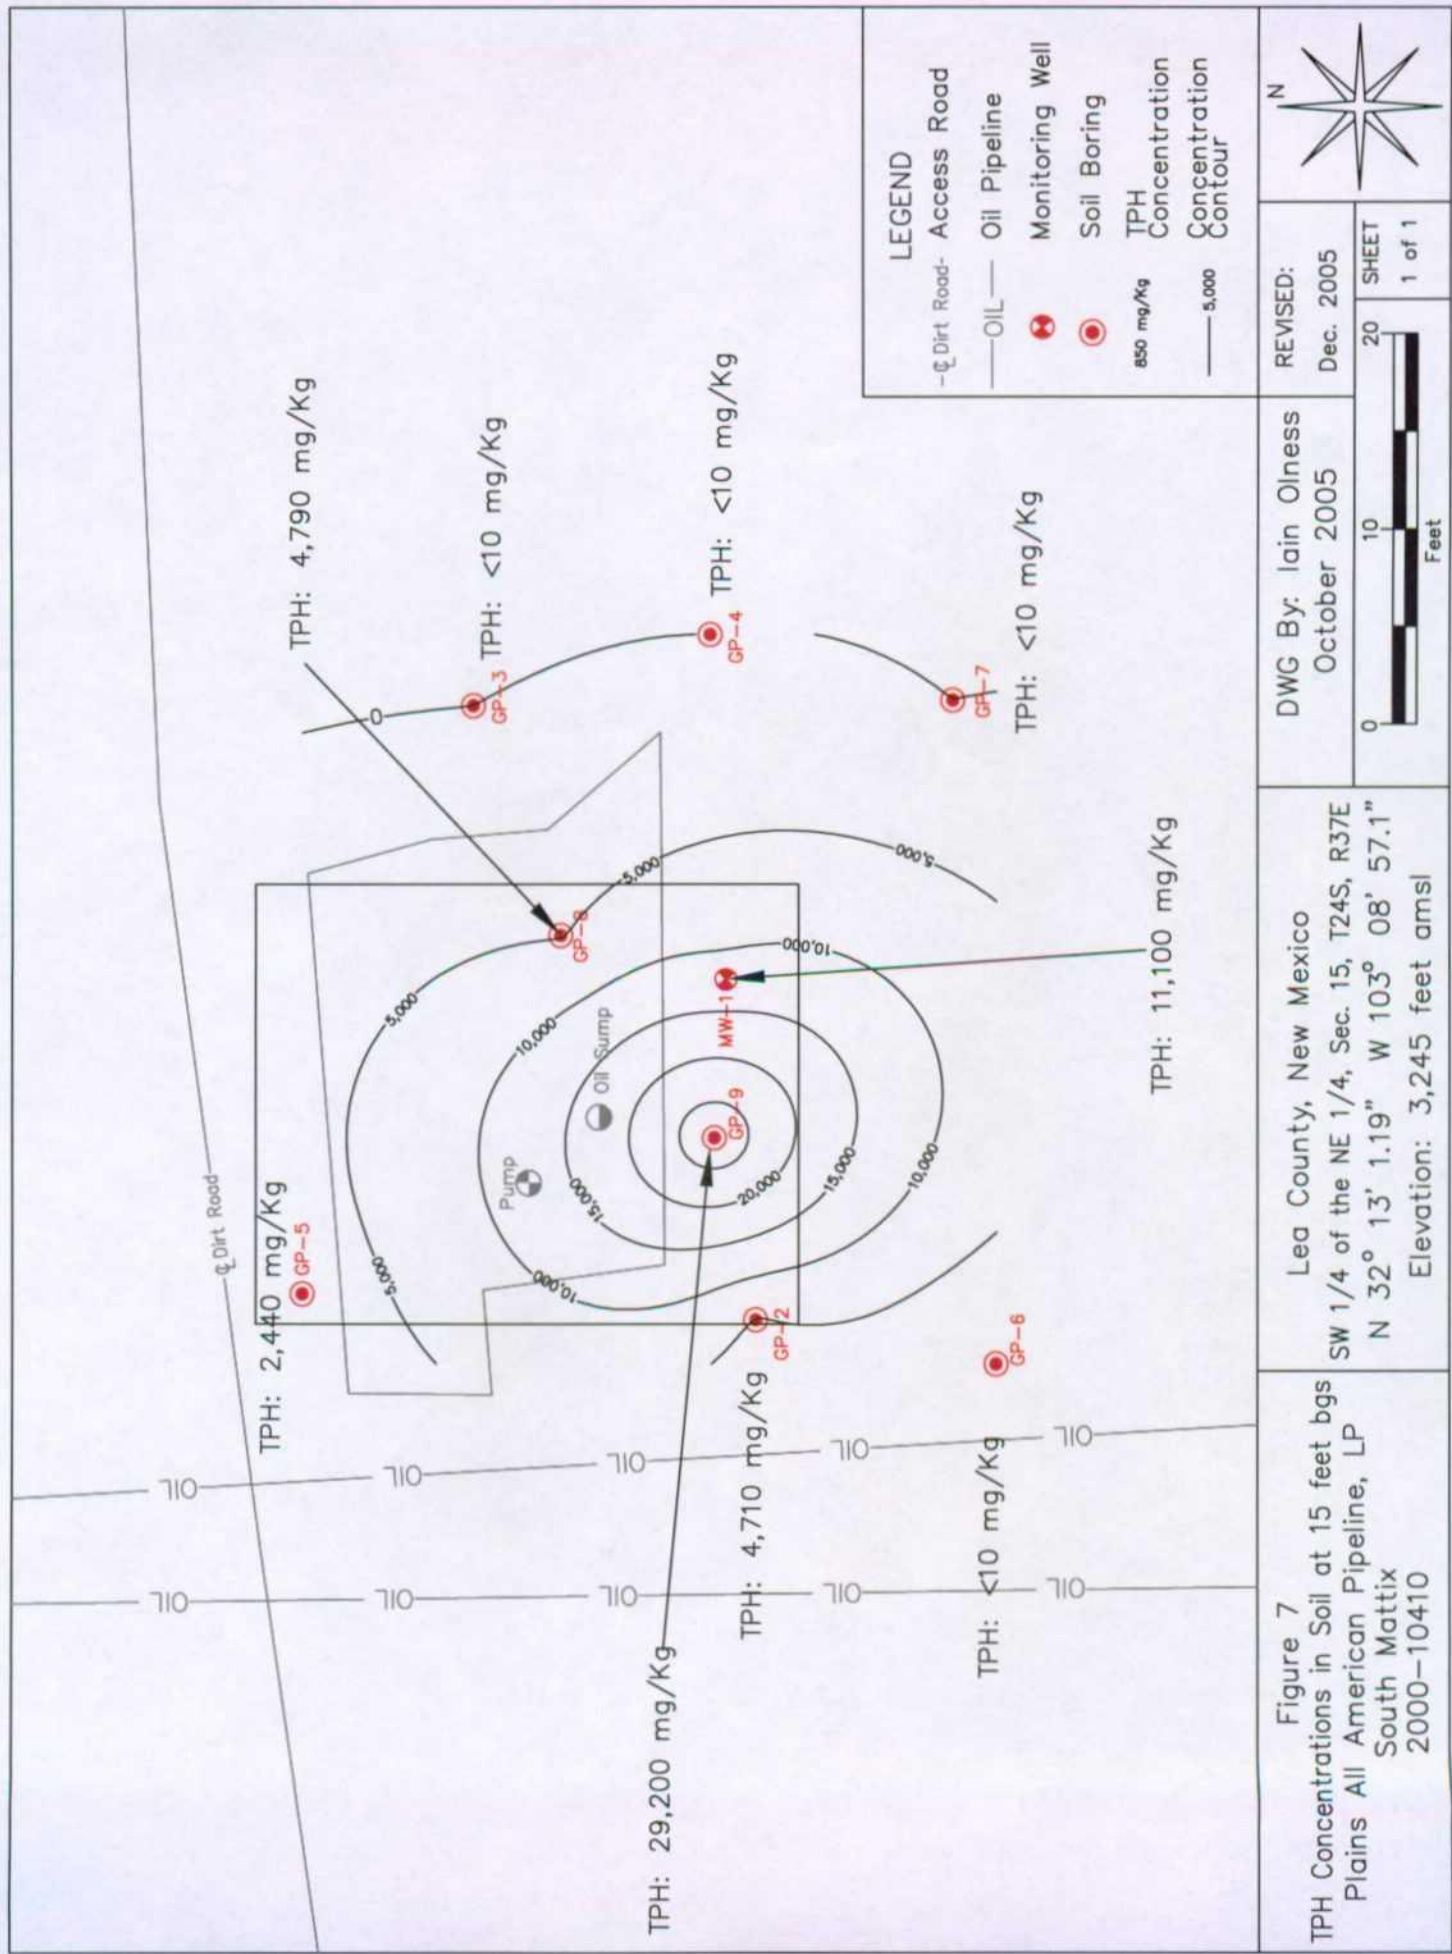 TPH: 4,790 mg/Kg
TPH: <10 mg/Kg
GP-3
0
TPH: <10 mg/Kg
GP-4
GP-7
TPH: <10 mg/Kg
℄ Dirt Road
TPH: 2,440 mg/Kg
GP-5
5,000
5,000
GP-8
5,000
5,000
10,000
10,000
10,000
10,000
Pump
Oil Sump
15,000
15,000
20,000
GP-9
MW-1
TPH: 11,100 mg/Kg
GP-2
TPH: 4,710 mg/Kg
GP-6
TPH: <10 mg/Kg
TPH: 29,200 mg/Kg
OIL
OIL
OIL
OIL
OIL
OIL
OIL
OIL
OIL
OIL
LEGEND
-℄ Dirt Road- Access Road
OIL Oil Pipeline
Monitoring Well
Soil Boring
850 mg/Kg TPH
Concentration
5,000 Concentration
Contour
Figure 7
TPH Concentrations in Soil at 15 feet bgs
Plains All American Pipeline, LP
South Mattix
2000-10410
Lea County, New Mexico
SW 1/4 of the NE 1/4, Sec. 15, T24S, R37E
N 32° 13' 1.19" W 103° 08' 57.1"
Elevation: 3,245 feet amsl
DWG By: Iain Olness
October 2005
REVISED:
Dec. 2005
0 10 20
Feet
SHEET
1 of 1
N